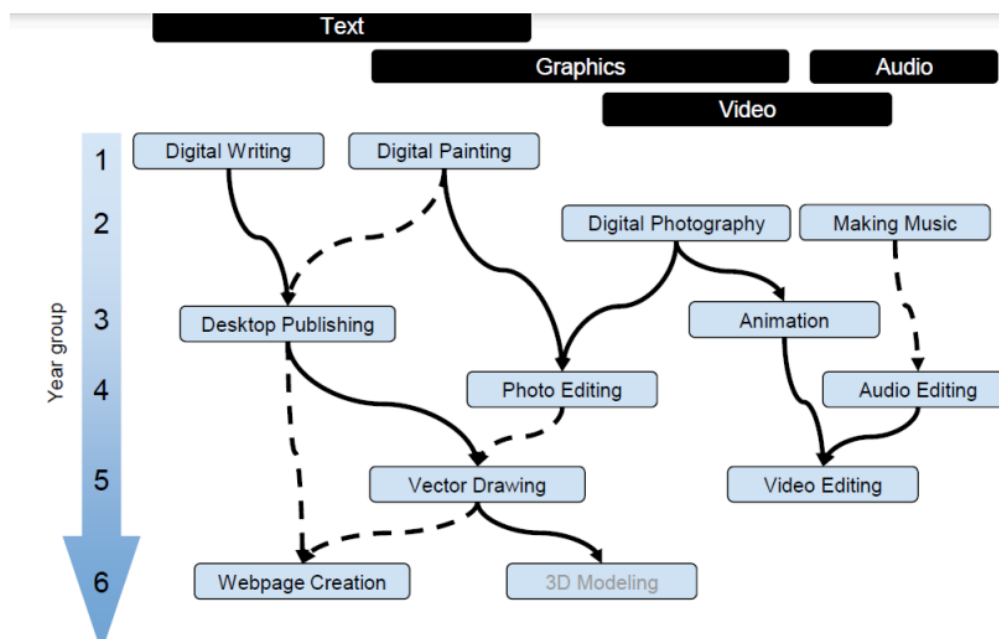 Text
Graphics
Audio
Video
Year group
1
Digital Writing
Digital Painting
2
Digital Photography
Making Music
3
Desktop Publishing
Animation
4
Photo Editing
Audio Editing
5
Vector Drawing
Video Editing
6
Webpage Creation
3D Modeling